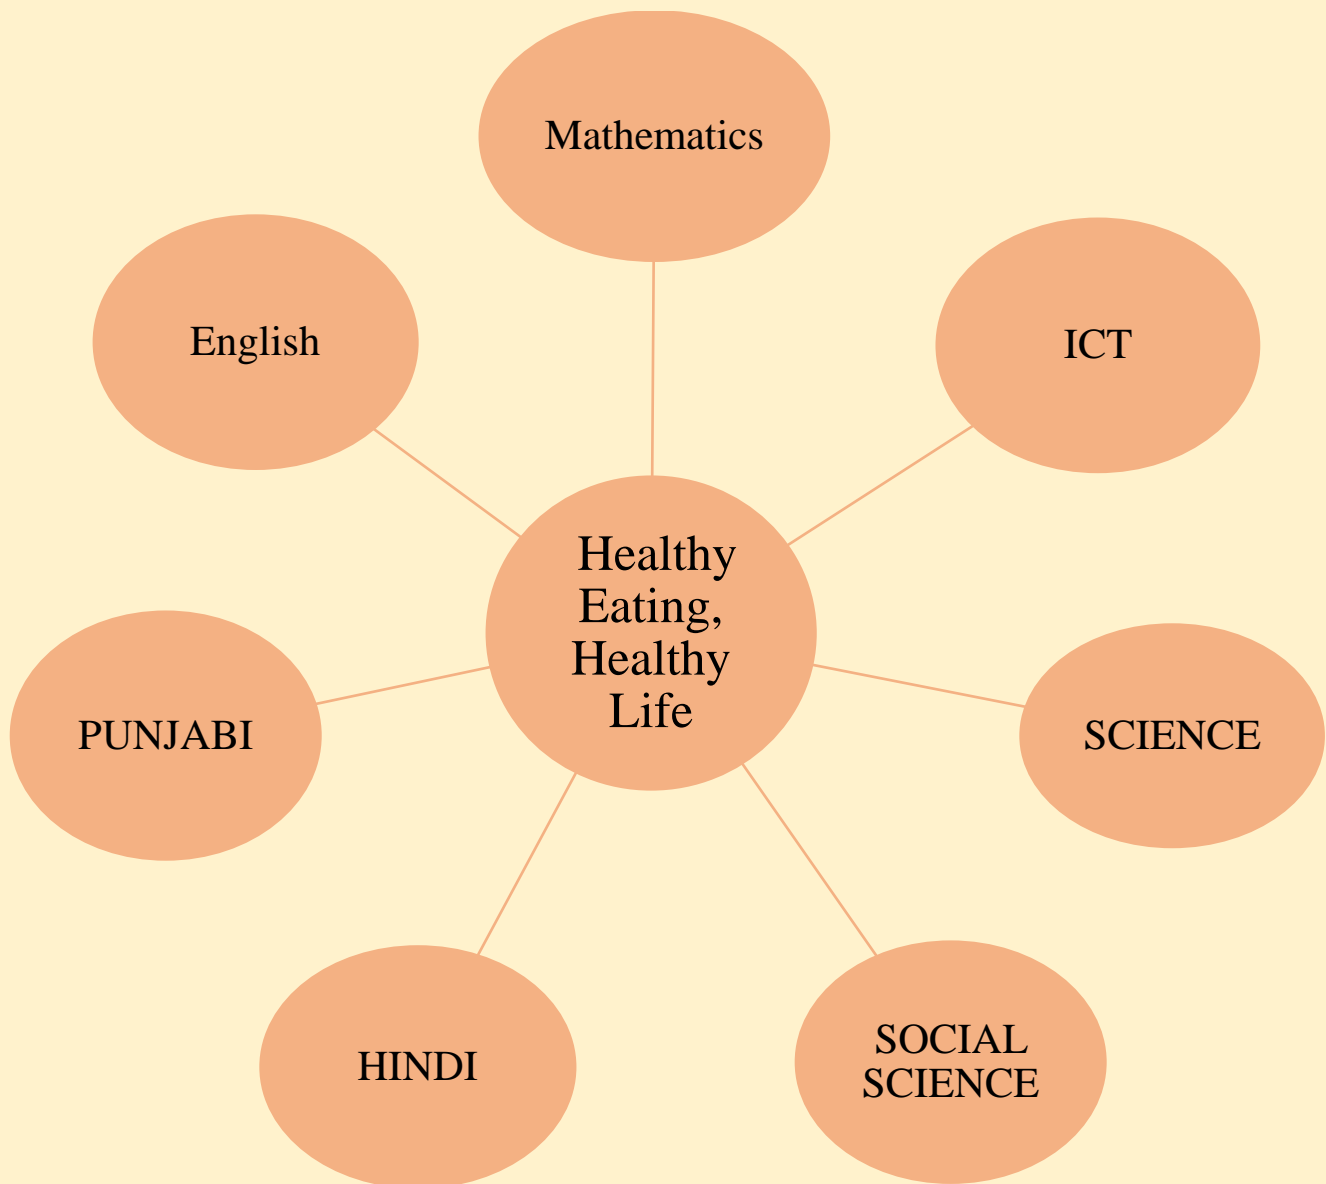 Mathematics
English
ICT
Healthy
Eating,
Healthy
Life
PUNJABI
SCIENCE
HINDI
SOCIAL
SCIENCE